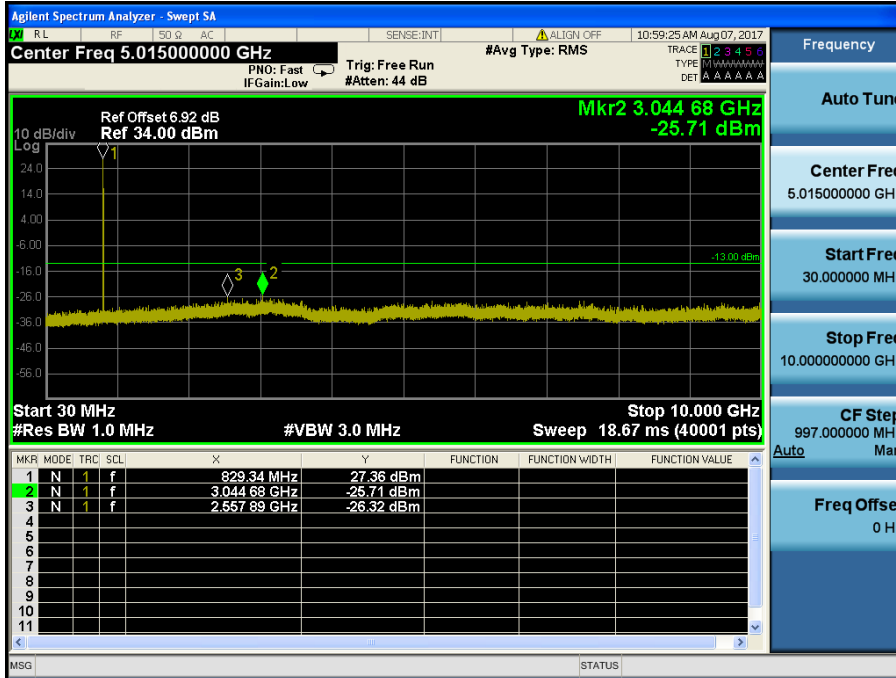 Agilent Spectrum Analyzer - Swept SA
LXI RL RF 50 Ω AC SENSE:INT ALIGN OFF 10:59:25 AM Aug 07, 2017
Center Freq 5.015000000 GHz
PNO: Fast
IFGain:Low
Trig: Free Run
#Atten: 44 dB
#Avg Type: RMS
TRACE 1 2 3 4 5 6
TYPE M
DET A A A A A A
Frequency
Ref Offset 6.92 dB
10 dB/div Ref 34.00 dBm
Log
Mkr2 3.044 68 GHz
-25.71 dBm
1
24.0
14.0
4.00
-6.00
-13.00 dBm
-16.0
3 2
-26.0
-36.0
-46.0
-56.0
Start 30 MHz Stop 10.000 GHz
#Res BW 1.0 MHz #VBW 3.0 MHz Sweep 18.67 ms (40001 pts)
MKR MODE TRC SCL X Y FUNCTION FUNCTION WIDTH FUNCTION VALUE
1 N 1 f 829.34 MHz 27.36 dBm
2 N 1 f 3.044 68 GHz -25.71 dBm
3 N 1 f 2.557 89 GHz -26.32 dBm
4
5
6
7
8
9
10
11
MSG STATUS
Auto Tun
Center Fre
5.015000000 GH
Start Fre
30.000000 MH
Stop Fre
10.000000000 GH
CF Step
997.000000 MH
Auto Ma
Freq Offse
0 H